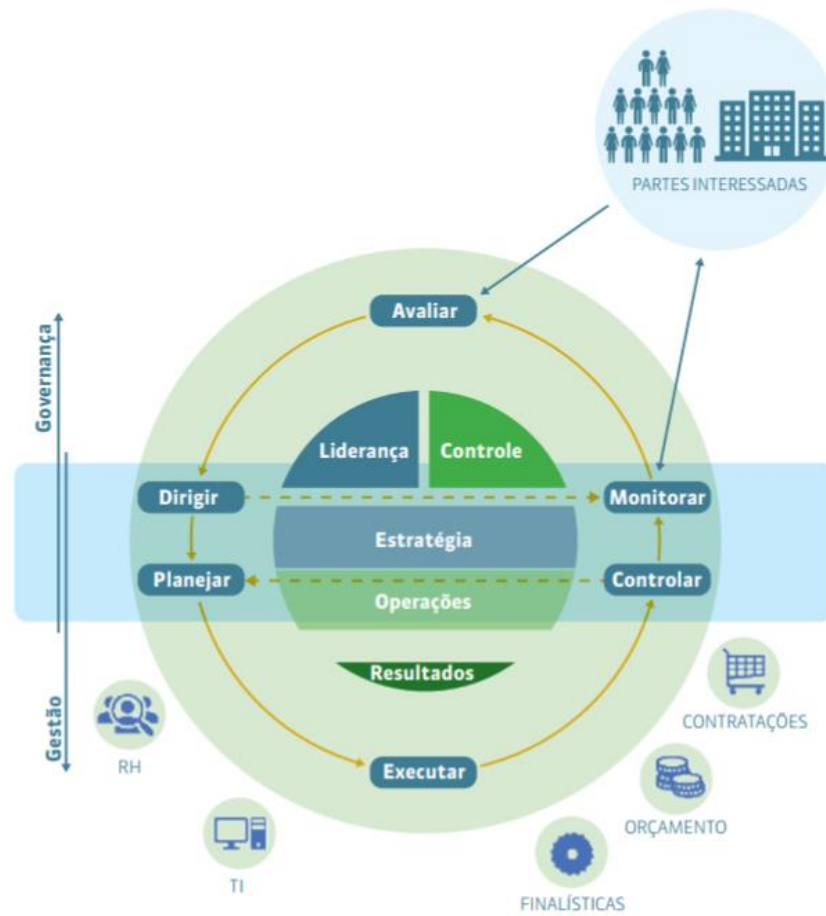 PARTES INTERESSADAS
Avaliar
Governança
Liderança
Controle
Dirigir
Monitorar
Estratégia
Planejar
Controlar
Operações
Resultados
Gestão
CONTRATAÇÕES
RH
Executar
ORÇAMENTO
TI
FINALÍSTICAS